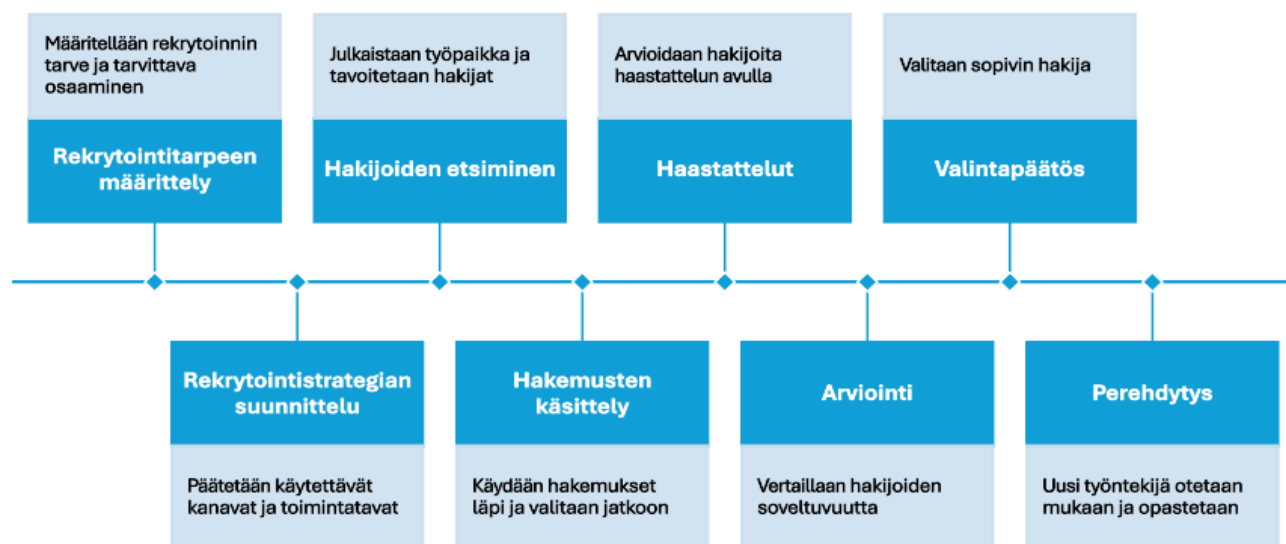 Määritellään rekrytoinnin
tarve ja tarvittava
osaaminen
Rekrytointitarpeen
määrittely
Julkaistaan työpaikka ja
tavoitetaan hakijat
Hakijoiden etsiminen
Arvioidaan hakijoita
haastattelun avulla
Haastattelut
Valitaan sopivin hakija
Valintapäätös
Rekrytointistrategian
suunnittelu
Päätetään käytettävät
kanavat ja toimintatavat
Hakemusten
käsittely
Käydään hakemukset
läpi ja valitaan jatkoon
Arviointi
Vertaillaan hakijoiden
soveltuvuutta
Perehdytys
Uusi työntekijä otetaan
mukaan ja opastetaan